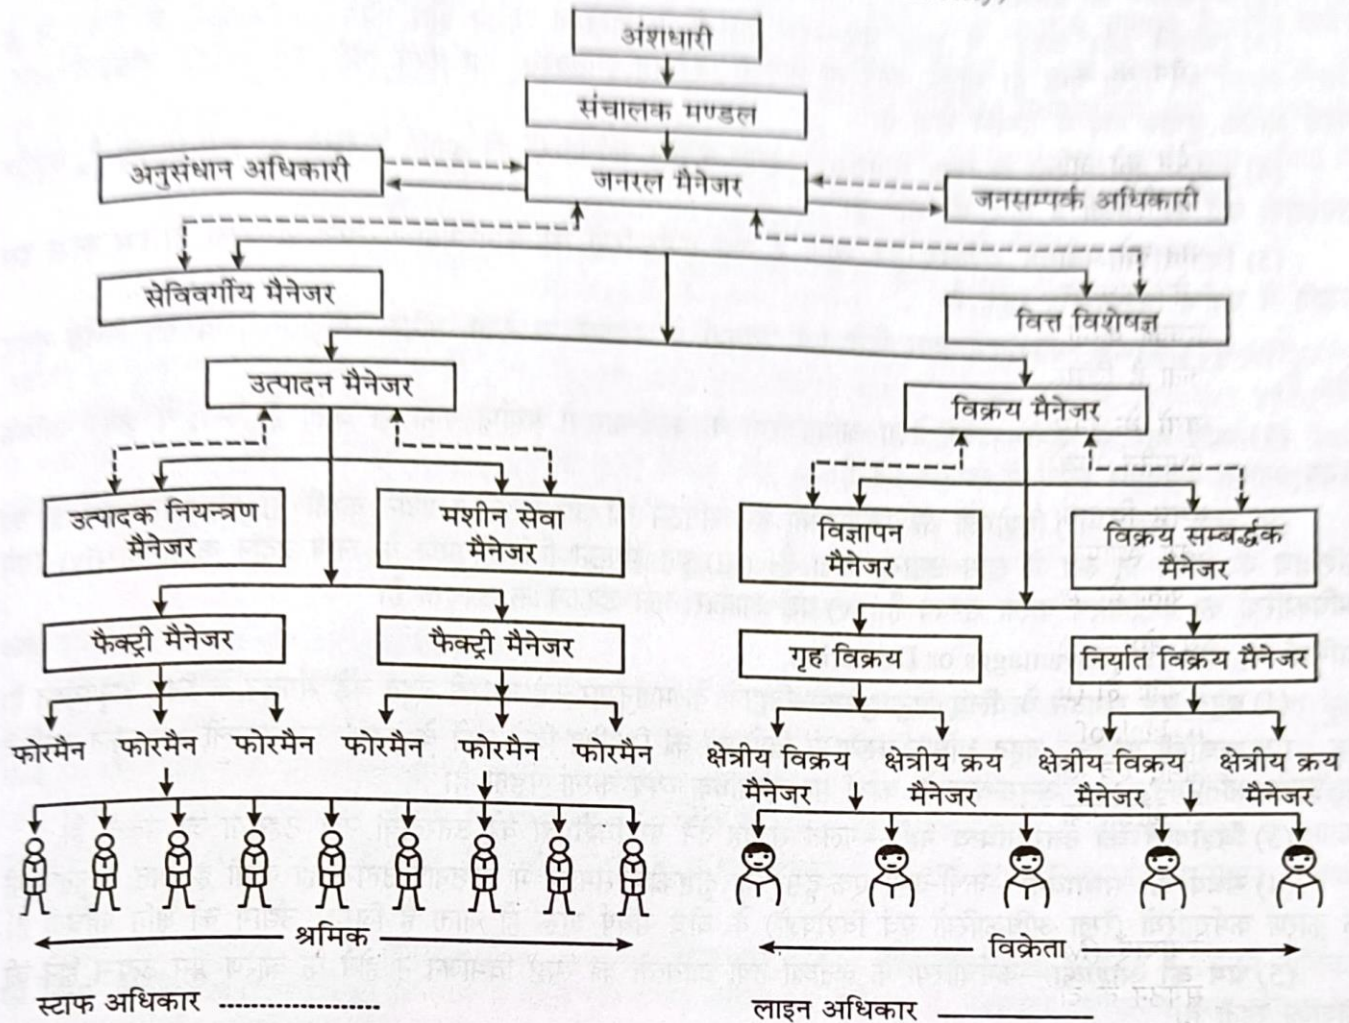 अंशधारी
संचालक मण्डल
अनुसंधान अधिकारी
जनरल मैनेजर
जनसम्पर्क अधिकारी
सेविवर्गीय मैनेजर
वित्त विशेषज्ञ
उत्पादन मैनेजर
विक्रय मैनेजर
उत्पादक नियन्त्रण
मैनेजर
मशीन सेवा
मैनेजर
विज्ञापन
मैनेजर
विक्रय सम्बर्द्धक
मैनेजर
फैक्ट्री मैनेजर
फैक्ट्री मैनेजर
गृह विक्रय
निर्यात विक्रय मैनेजर
फोरमैन फोरमैन फोरमैन फोरमैन फोरमैन फोरमैन
क्षेत्रीय विक्रय
मैनेजर
क्षेत्रीय क्रय
मैनेजर
क्षेत्रीय विक्रय
मैनेजर
क्षेत्रीय क्रय
मैनेजर
श्रमिक
विक्रेता
स्टाफ अधिकार
लाइन अधिकार